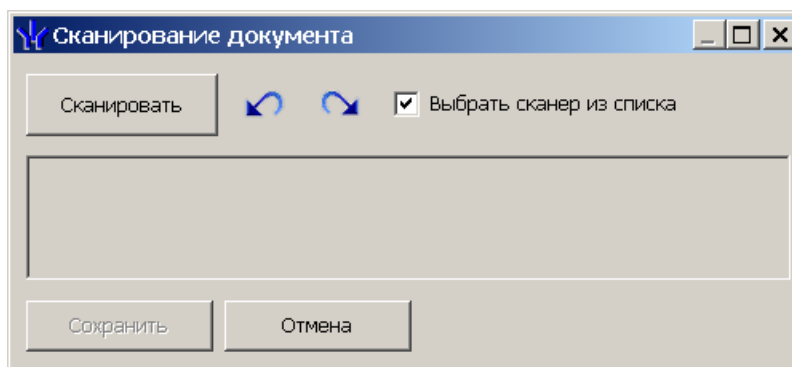 Сканирование документа
Сканировать
Выбрать сканер из списка
Сохранить
Отмена